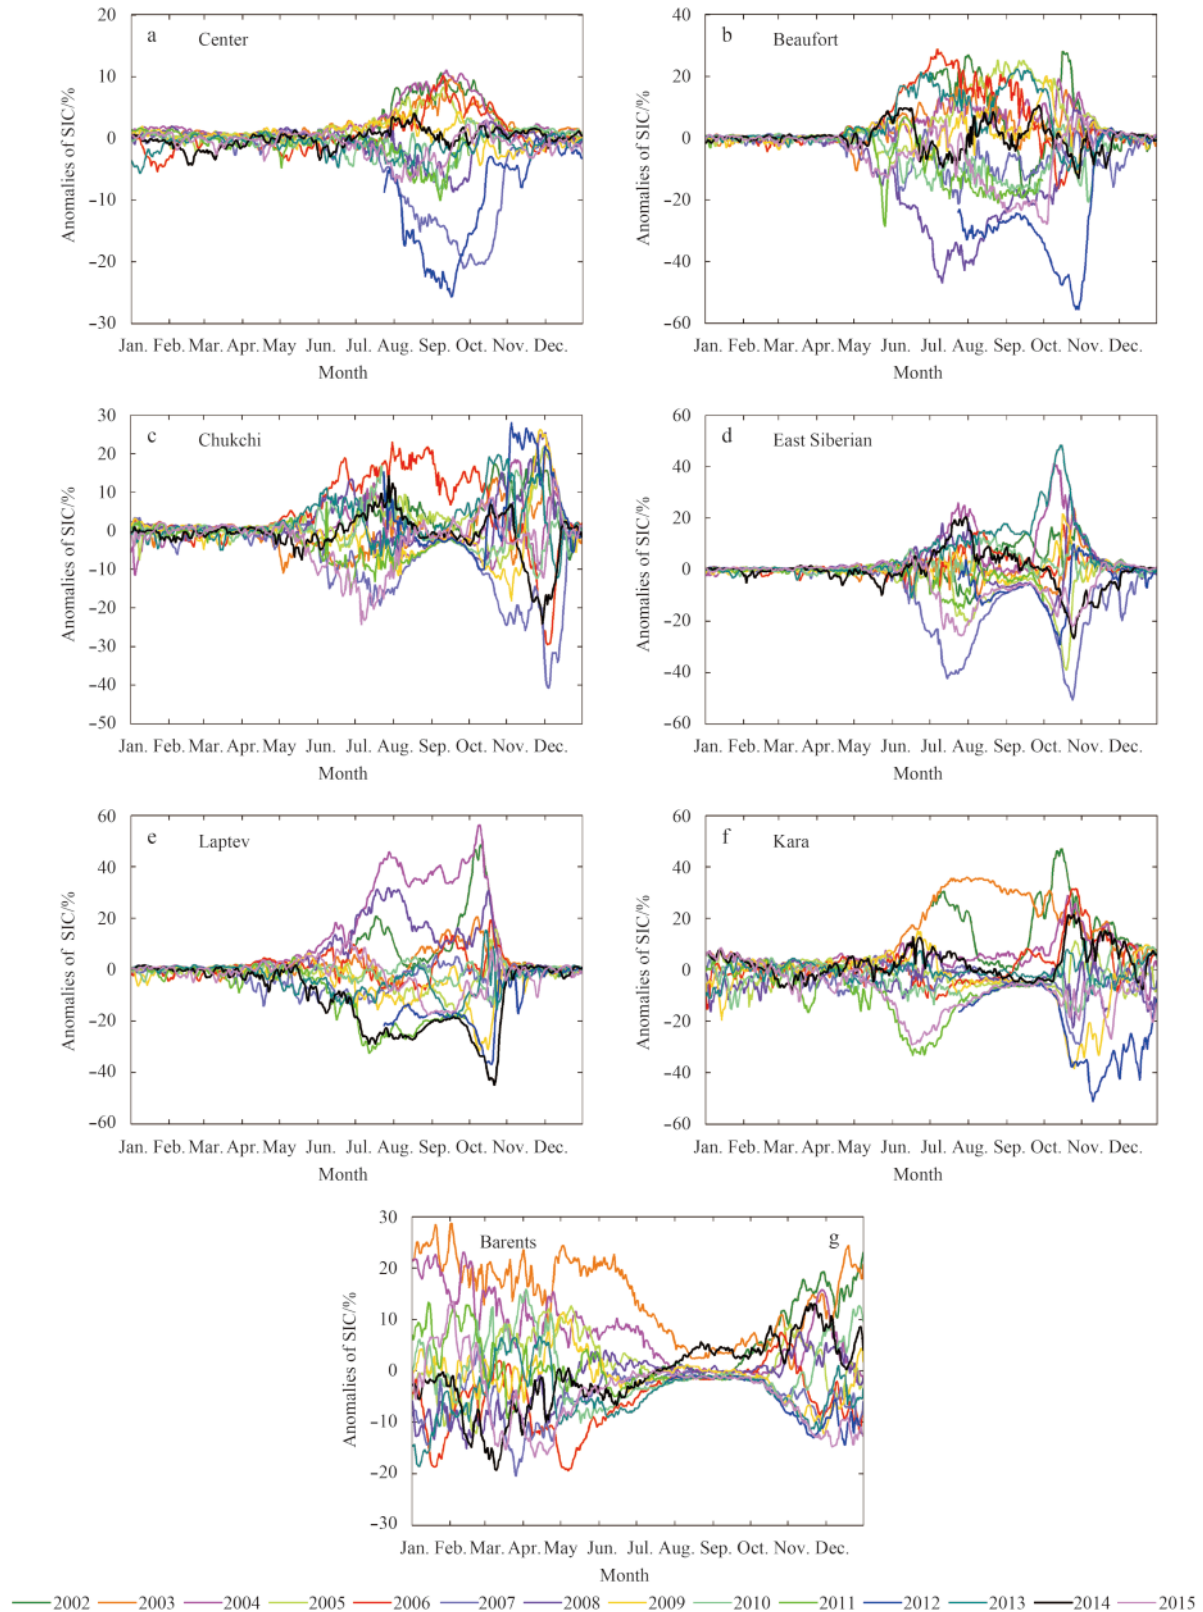 a Center
20
10
0
-10
-20
-30
Anomalies of SIC/%
Jan. Feb. Mar. Apr. May Jun. Jul. Aug. Sep. Oct. Nov. Dec.
Month
b Beaufort
40
20
0
-20
-40
-60
Anomalies of SIC/%
Jan. Feb. Mar. Apr. May Jun. Jul. Aug. Sep. Oct. Nov. Dec.
Month
c Chukchi
30
20
10
0
-10
-20
-30
-40
-50
Anomalies of SIC/%
Jan. Feb. Mar. Apr. May Jun. Jul. Aug. Sep. Oct. Nov. Dec.
Month
d East Siberian
60
40
20
0
-20
-40
-60
Anomalies of SIC/%
Jan. Feb. Mar. Apr. May Jun. Jul. Aug. Sep. Oct. Nov. Dec.
Month
e Laptev
60
40
20
0
-20
-40
-60
Anomalies of SIC/%
Jan. Feb. Mar. Apr. May Jun. Jul. Aug. Sep. Oct. Nov. Dec.
Month
f Kara
60
40
20
0
-20
-40
-60
Anomalies of SIC/%
Jan. Feb. Mar. Apr. May Jun. Jul. Aug. Sep. Oct. Nov. Dec.
Month
Barents g
30
20
10
0
-10
-20
-30
Anomalies of SIC/%
Jan. Feb. Mar. Apr. May Jun. Jul. Aug. Sep. Oct. Nov. Dec.
Month
2002 2003 2004 2005 2006 2007 2008 2009 2010 2011 2012 2013 2014 2015